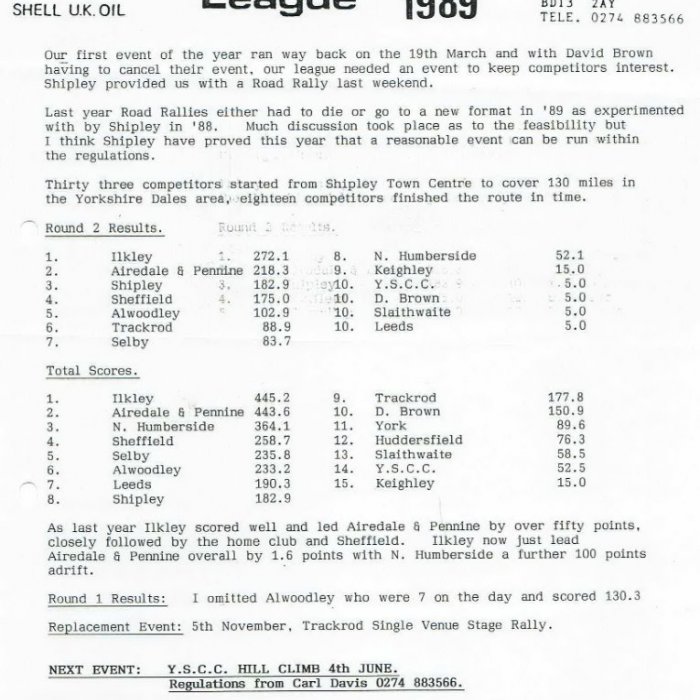 SHELL U.K. OIL
League 1989
BD13 2AY
TELE. 0274 883566
Our first event of the year ran way back on the 19th March and with David Brown
having to cancel their event, our league needed an event to keep competitors interest.
Shipley provided us with a Road Rally last weekend.
Last year Road Rallies either had to die or go to a new format in '89 as experimented
with by Shipley in '88. Much discussion took place as to the feasibility but
I think Shipley have proved this year that a reasonable event can be run within
the regulations.
Thirty three competitors started from Shipley Town Centre to cover 130 miles in
the Yorkshire Dales area, eighteen competitors finished the route in time.
Round 2 Results.
1. Ilkley 272.1 8. N. Humberside 52.1
2. Airedale & Pennine 218.3 9. Keighley 15.0
3. Shipley 182.9 10. Y.S.C.C. 5.0
4. Sheffield 175.0 10. D. Brown 5.0
5. Alwoodley 102.9 10. Slaithwaite 5.0
6. Trackrod 88.9 10. Leeds 5.0
7. Selby 83.7
Total Scores.
1. Ilkley 445.2 9. Trackrod 177.8
2. Airedale & Pennine 443.6 10. D. Brown 150.9
3. N. Humberside 364.1 11. York 89.6
4. Sheffield 258.7 12. Huddersfield 76.3
5. Selby 235.8 13. Slaithwaite 58.5
6. Alwoodley 233.2 14. Y.S.C.C. 52.5
7. Leeds 190.3 15. Keighley 15.0
8. Shipley 182.9
As last year Ilkley scored well and led Airedale & Pennine by over fifty points,
closely followed by the home club and Sheffield. Ilkley now just lead
Airedale & Pennine overall by 1.6 points with N. Humberside a further 100 points
adrift.
Round 1 Results: I omitted Alwoodley who were 7 on the day and scored 130.3
Replacement Event: 5th November, Trackrod Single Venue Stage Rally.
NEXT EVENT: Y.S.C.C. HILL CLIMB 4th JUNE.
Regulations from Carl Davis 0274 883566.